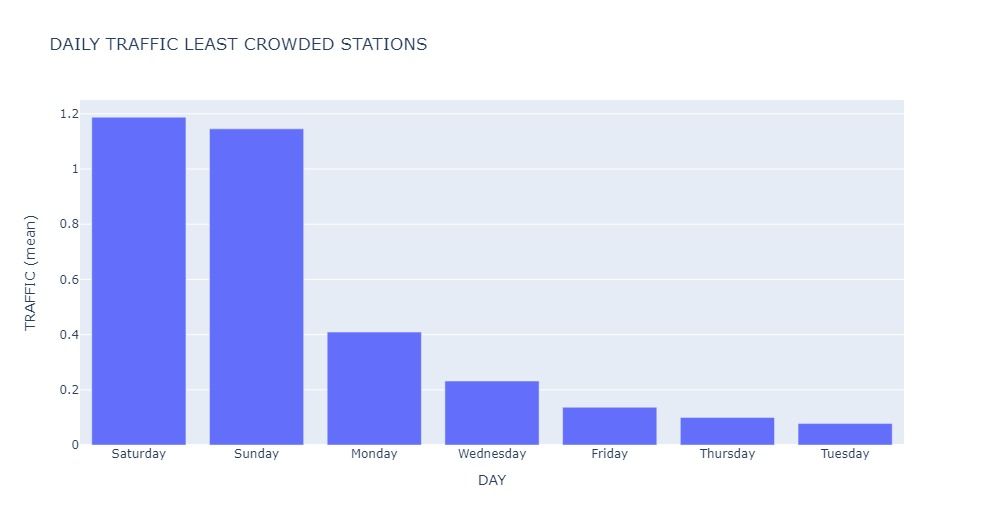 DAILY TRAFFIC LEAST CROWDED STATIONS
TRAFFIC (mean)
1.2
1
0.8
0.6
0.4
0.2
0
Saturday Sunday Monday Wednesday Friday Thursday Tuesday
DAY